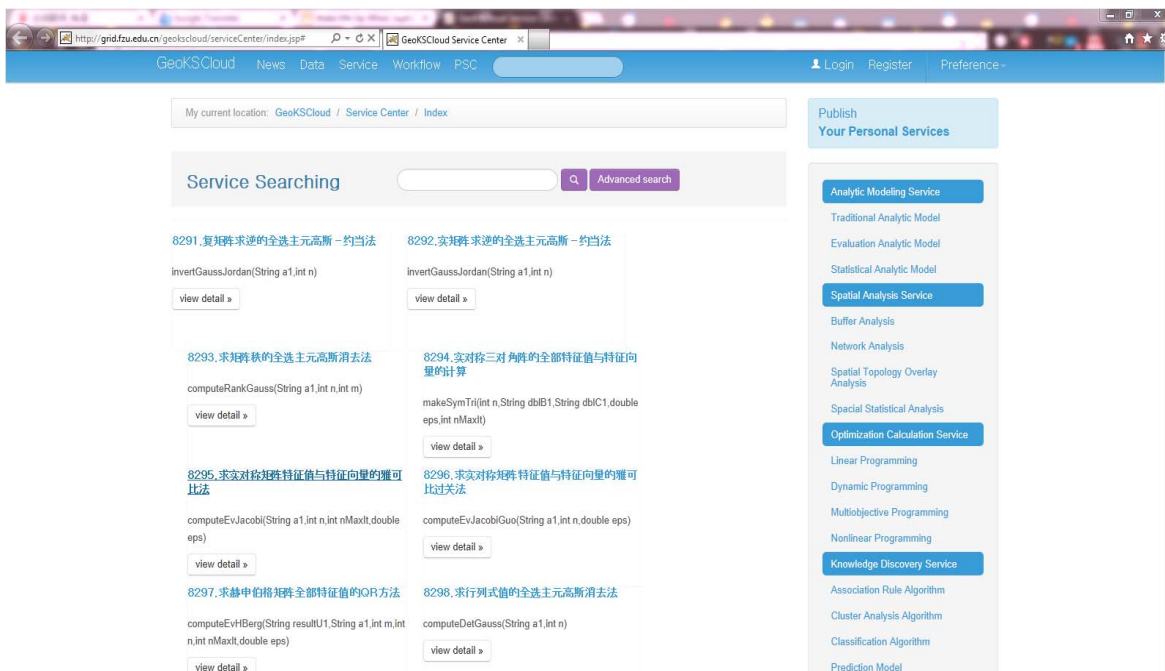 http://grid.fzu.edu.cn/geokscloud/serviceCenter/index.jsp#
GeoKSCloud Service Center
GeoKSCloud News Data Service Workflow PSC
Login Register Preference
My current location: GeoKSCloud / Service Center / Index
Publish
Your Personal Services
Service Searching
Advanced search
8291.复矩阵求逆的全选主元高斯-约当法
invertGaussJordan(String a1,int n)
view detail »
8292.实矩阵求逆的全选主元高斯-约当法
invertGaussJordan(String a1,int n)
view detail »
8293.求矩阵秩的全选主元高斯消去法
computeRankGauss(String a1,int n,int m)
view detail »
8294.实对称三对角阵的全部特征值与特征向
量的计算
makeSymTri(int n,String dblB1,String dblC1,double
eps,int nMaxIt)
view detail »
8295.求实对称矩阵特征值与特征向量的雅可
比法
computeEvJacobi(String a1,int n,int nMaxIt,double
eps)
view detail »
8296.求实对称矩阵特征值与特征向量的雅可
比过关法
computeEvJacobiGuo(String a1,int n,double eps)
view detail »
8297.求赫申伯格矩阵全部特征值的QR方法
computeEvHBerg(String resultU1,String a1,int m,int
n,int nMaxIt,double eps)
view detail »
8298.求行列式值的全选主元高斯消去法
computeDetGauss(String a1,int n)
view detail »
Analytic Modeling Service
Traditional Analytic Model
Evaluation Analytic Model
Statistical Analytic Model
Spatial Analysis Service
Buffer Analysis
Network Analysis
Spatial Topology Overlay
Analysis
Spacial Statistical Analysis
Optimization Calculation Service
Linear Programming
Dynamic Programming
Multiobjective Programming
Nonlinear Programming
Knowledge Discovery Service
Association Rule Algorithm
Cluster Analysis Algorithm
Classification Algorithm
Prediction Model